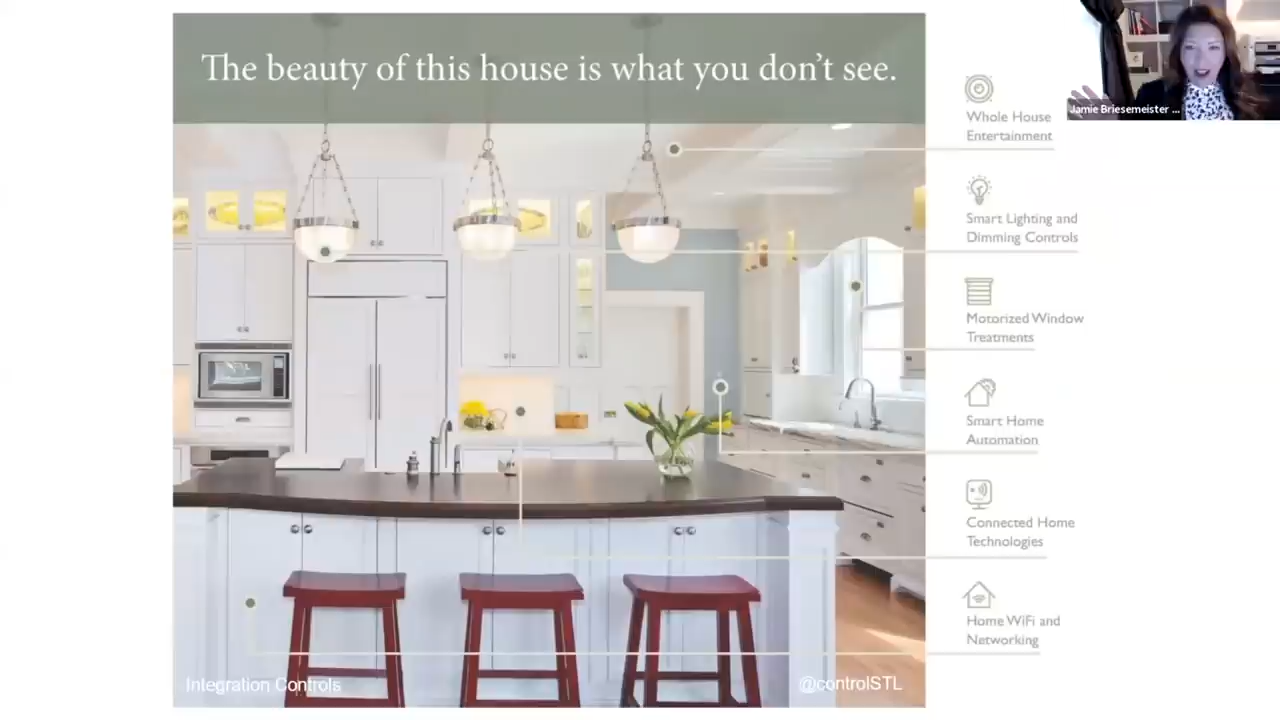 The beauty of this house is what you don't see.
Jamie Briesemeister ...
Whole House
Entertainment
Smart Lighting and
Dimming Controls
Motorized Window
Treatments
Smart Home
Automation
Connected Home
Technologies
Home WiFi and
Networking
Integration Controls
@controlSTL